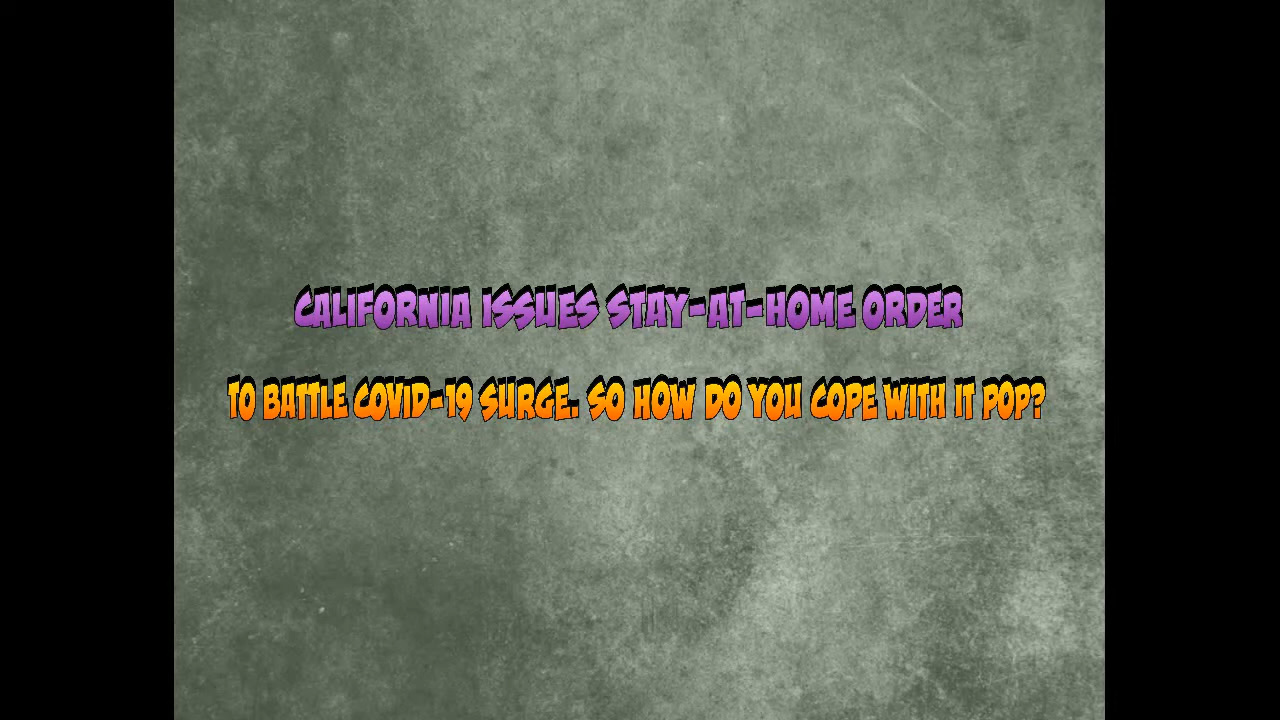 CALIFORNIA ISSUES STAY-AT-HOME ORDER
TO BATTLE COVID-19 SURGE. SO HOW DO YOU COPE WITH IT POP?